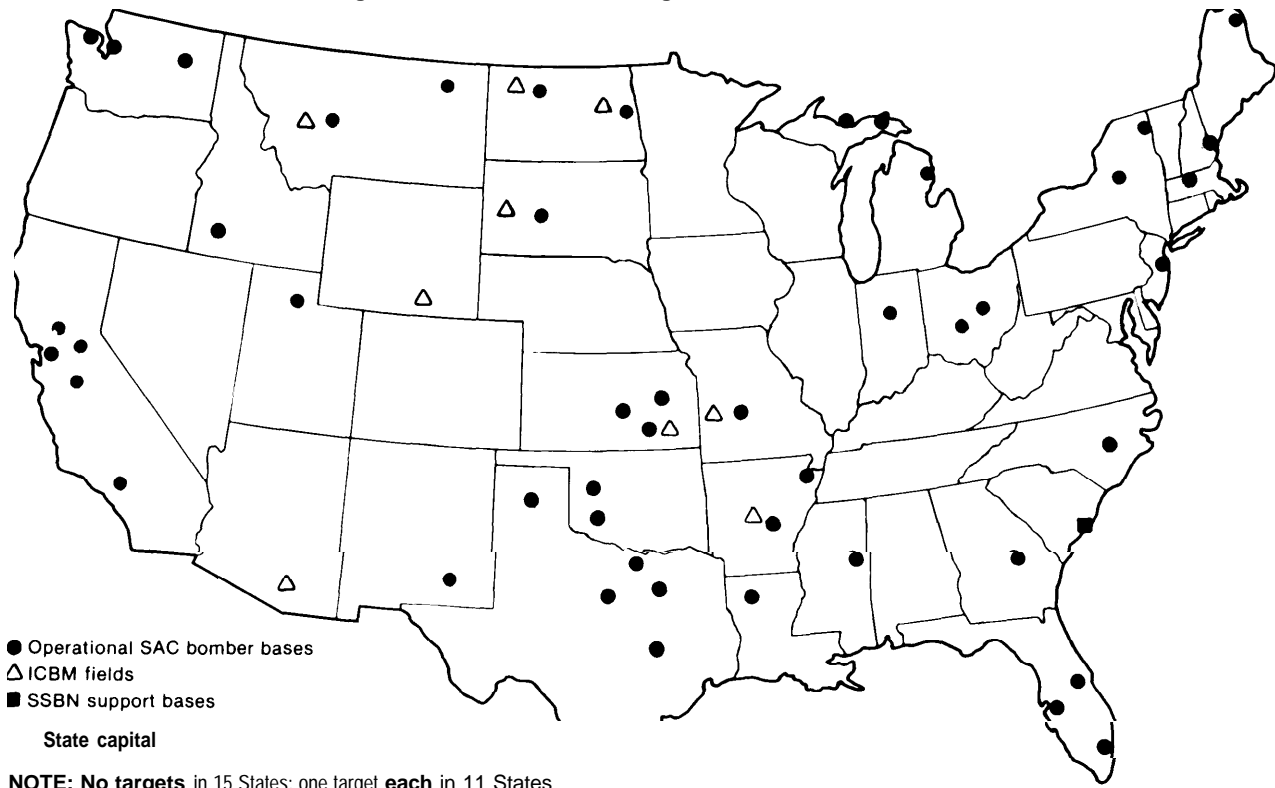 Operational SAC bomber bases
ICBM fields
SSBN support bases
State capital
NOTE: No targets in 15 States; one target each in 11 States